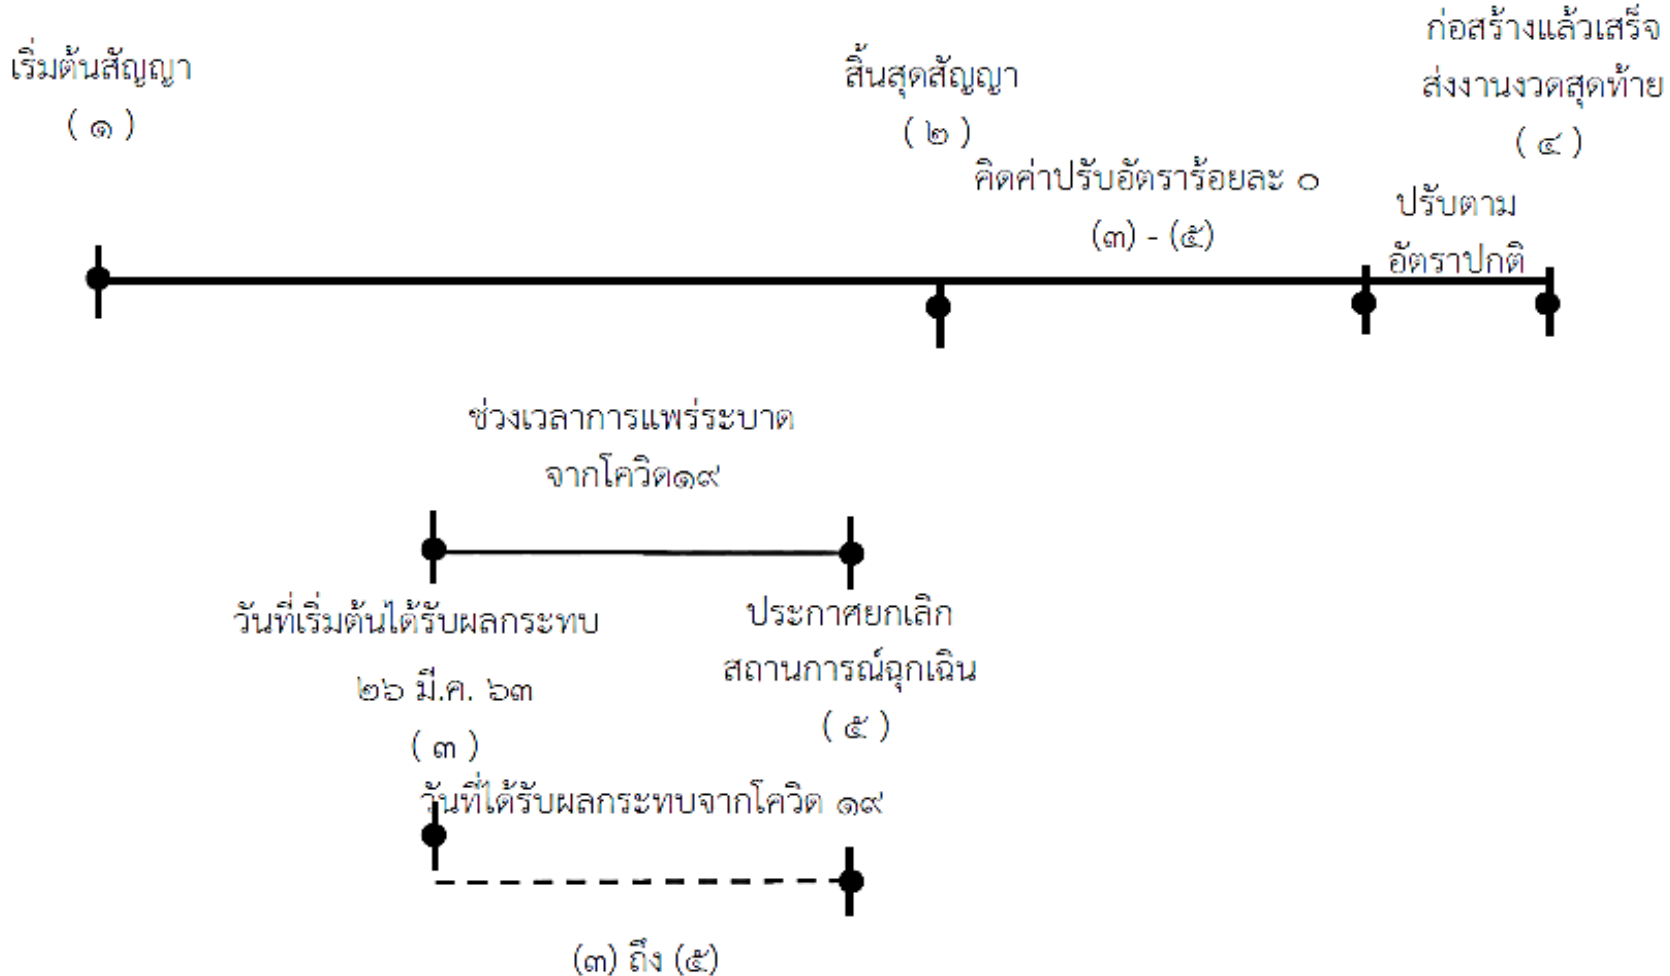 เริ่มต้นสัญญา
( ๑ )
สิ้นสุดสัญญา
( ๒ )
ก่อสร้างแล้วเสร็จ
ส่งงานงวดสุดท้าย
( ๔ )
คิดค่าปรับอัตราร้อยละ ๐
(๓) - (๕)
ปรับตาม
อัตราปกติ
ช่วงเวลาการแพร่ระบาด
จากโควิด๑๙
วันที่เริ่มต้นได้รับผลกระทบ
๒๖ มี.ค. ๖๓
( ๓ )
ประกาศยกเลิก
สถานการณ์ฉุกเฉิน
( ๕ )
วันที่ได้รับผลกระทบจากโควิด ๑๙
(๓) ถึง (๕)